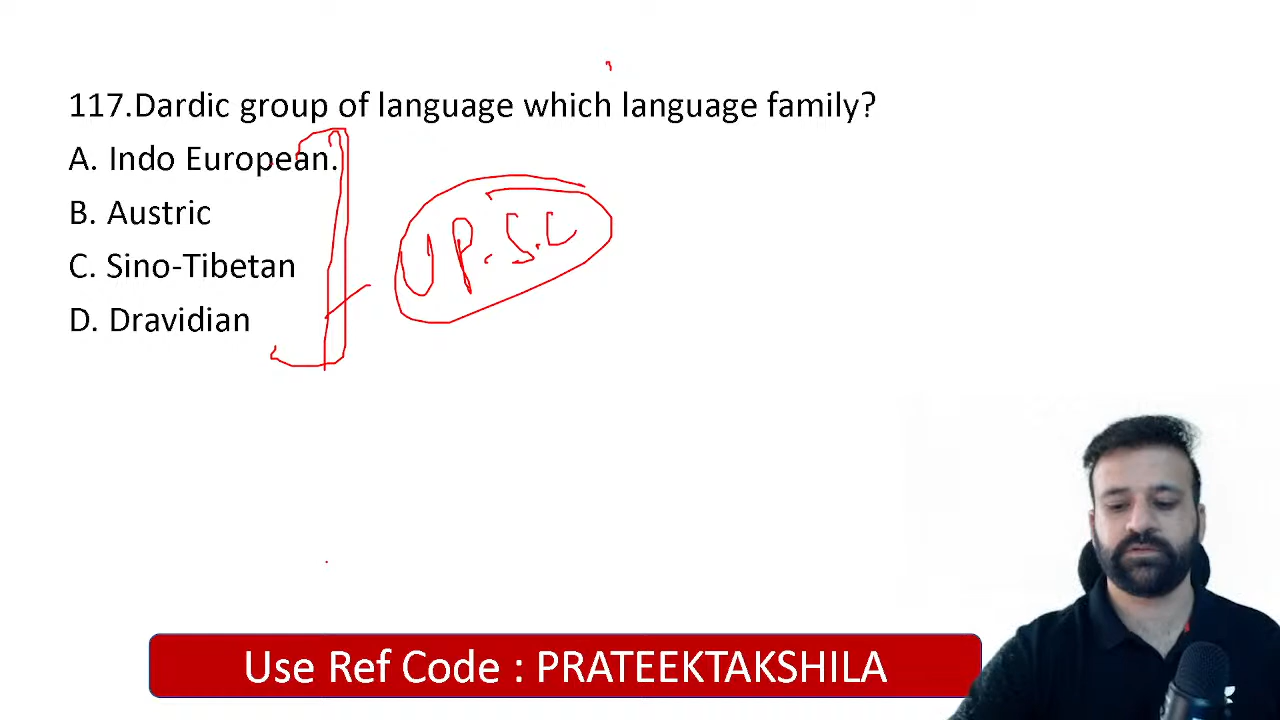 117.Dardic group of language which language family?
A. Indo European.
B. Austric
C. Sino-Tibetan
D. Dravidian
U P. S. C
Use Ref Code : PRATEEKTAKSHILA